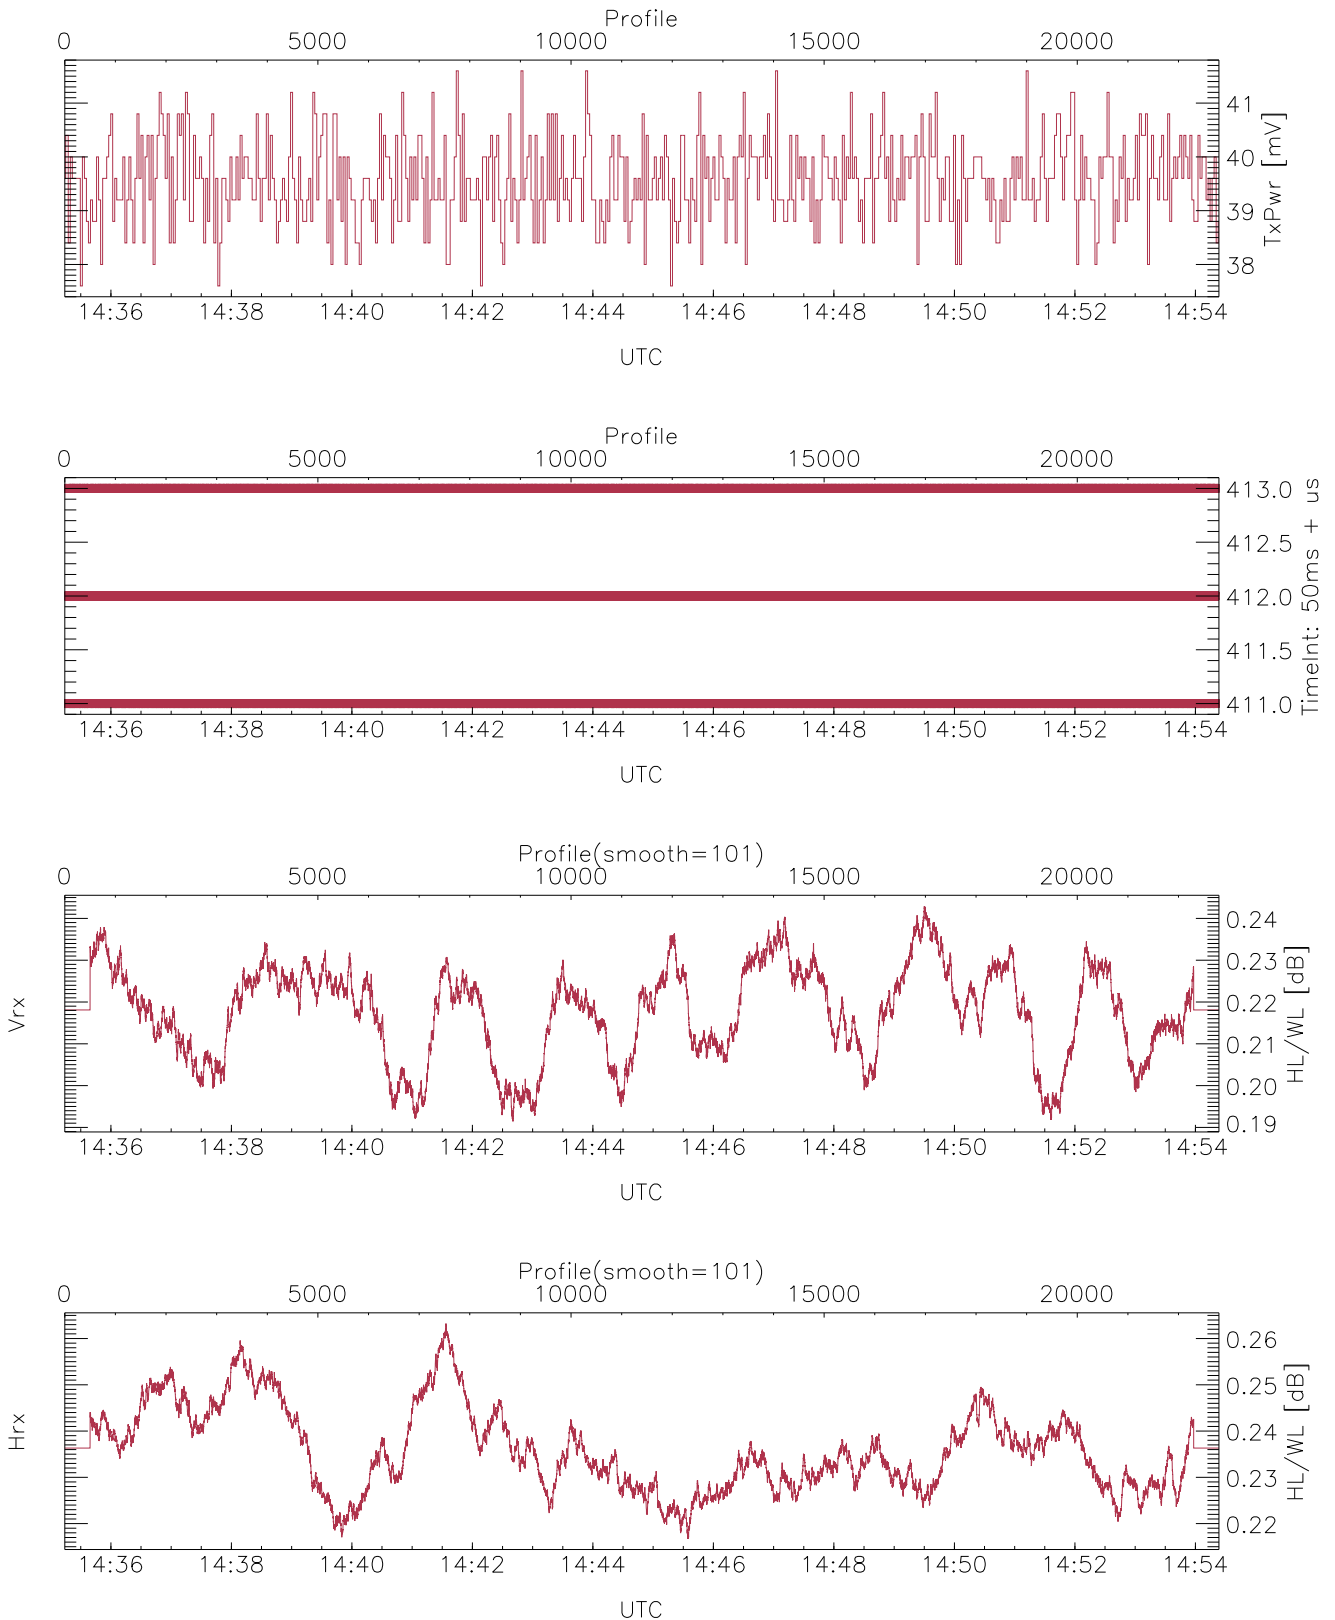 Profile
0 5000 10000 15000 20000
41
40
39
38
TxPwr [mV]
14:36 14:38 14:40 14:42 14:44 14:46 14:48 14:50 14:52 14:54
UTC
Profile
0 5000 10000 15000 20000
413.0
412.5
412.0
411.5
411.0
TimeInt: 50ms + us
14:36 14:38 14:40 14:42 14:44 14:46 14:48 14:50 14:52 14:54
UTC
Profile(smooth=101)
0 5000 10000 15000 20000
Vrx
0.24
0.23
0.22
0.21
0.20
0.19
HL/WL [dB]
14:36 14:38 14:40 14:42 14:44 14:46 14:48 14:50 14:52 14:54
UTC
Profile(smooth=101)
0 5000 10000 15000 20000
Hrx
0.26
0.25
0.24
0.23
0.22
HL/WL [dB]
14:36 14:38 14:40 14:42 14:44 14:46 14:48 14:50 14:52 14:54
UTC